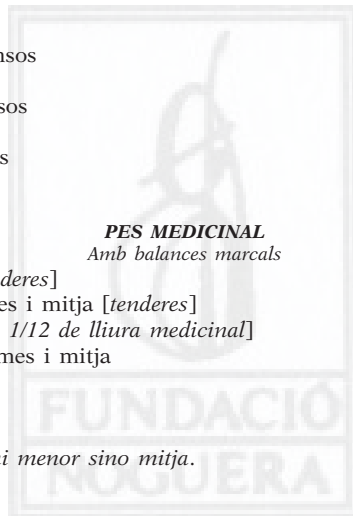 nsos
sos
s
PES MEDICINAL
Amb balances marcals
deres]
es i mitja [tenderes]
1/12 de lliura medicinal]
mes i mitja
i menor sino mitja.
FUNDACIÓ
NOGUERA